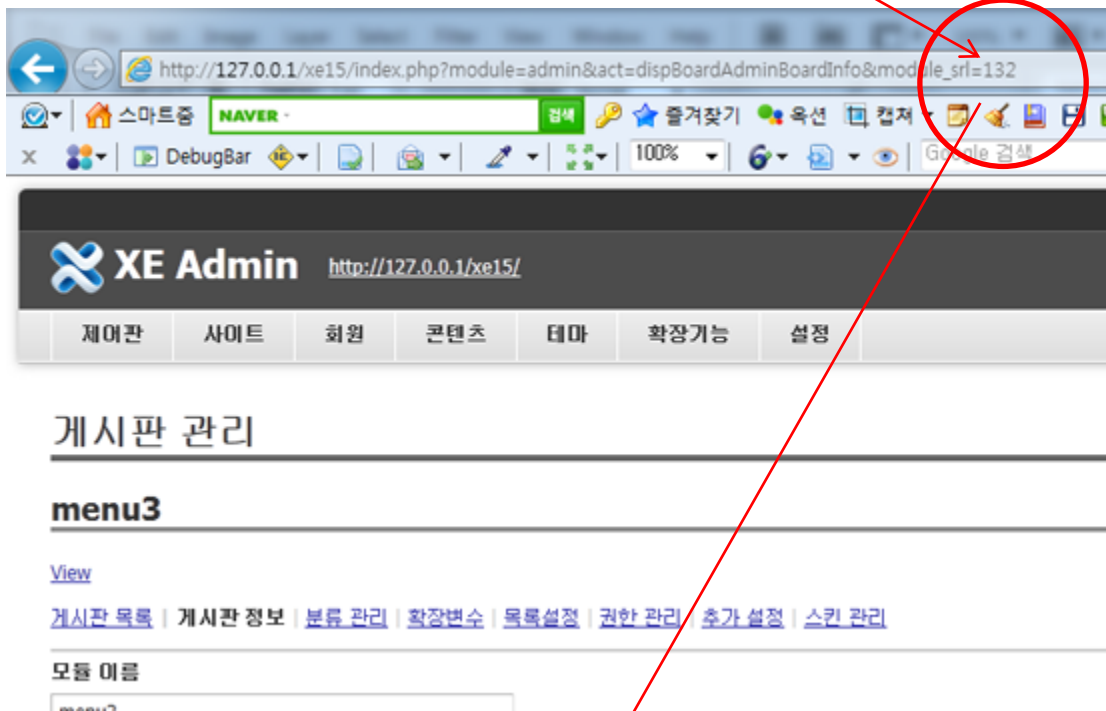 http://127.0.0.1/xe15/index.php?module=admin&act=dispBoardAdminBoardInfo&module_srl=132
스마트줌 NAVER 검색 즐겨찾기 옥션 캡쳐
x DebugBar 100% Google 검색
XE Admin http://127.0.0.1/xe15/
제어판 사이트 회원 콘텐츠 테마 확장기능 설정
게시판 관리
menu3
View
게시판 목록 | 게시판 정보 | 분류 관리 | 확장변수 | 목록설정 | 권한 관리 | 추가 설정 | 스킨 관리
모듈 이름
menu3